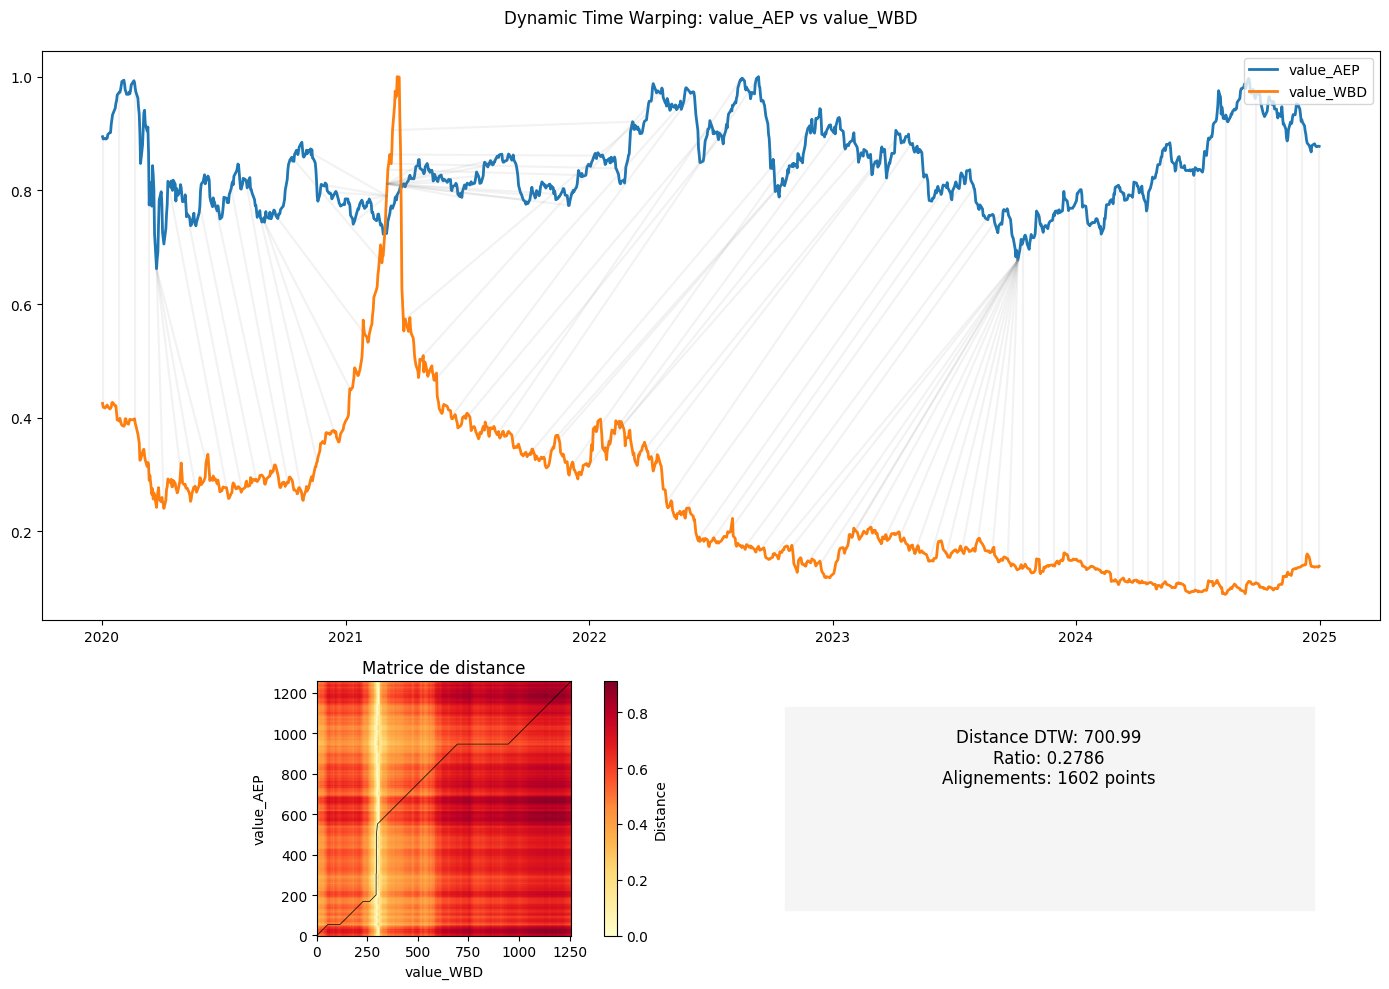 Dynamic Time Warping: value_AEP vs value_WBD
value_AEP
value_WBD
1.0
0.8
0.6
0.4
0.2
2020 2021 2022 2023 2024 2025
Matrice de distance
value_AEP
1200
1000
800
600
400
200
0
0 250 500 750 1000 1250
value_WBD
0.8
0.6
0.4
0.2
0.0
Distance
Distance DTW: 700.99
Ratio: 0.2786
Alignements: 1602 points